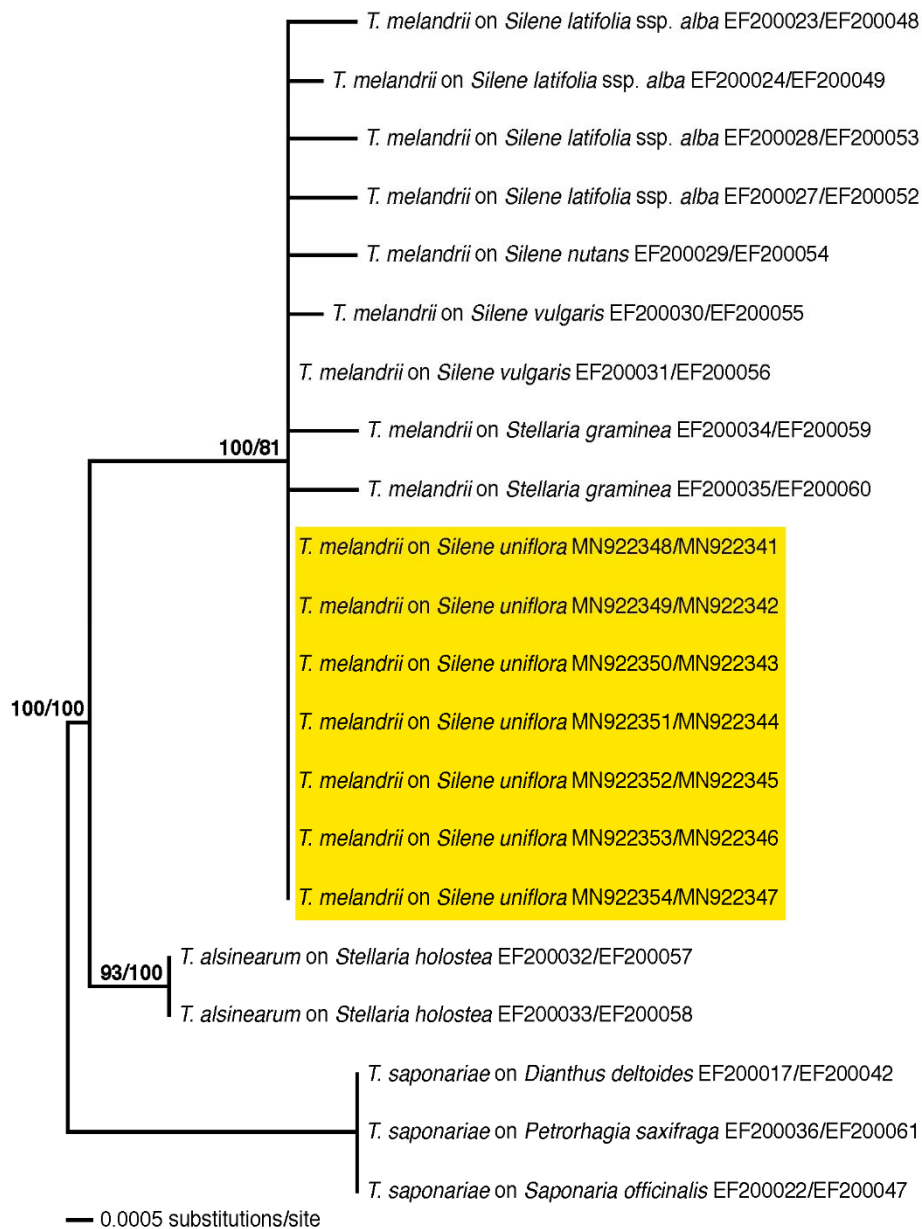 T. melandrii on Silene latifolia ssp. alba EF200023/EF200048
T. melandrii on Silene latifolia ssp. alba EF200024/EF200049
T. melandrii on Silene latifolia ssp. alba EF200028/EF200053
T. melandrii on Silene latifolia ssp. alba EF200027/EF200052
T. melandrii on Silene nutans EF200029/EF200054
T. melandrii on Silene vulgaris EF200030/EF200055
T. melandrii on Silene vulgaris EF200031/EF200056
T. melandrii on Stellaria graminea EF200034/EF200059
100/81
T. melandrii on Stellaria graminea EF200035/EF200060
T. melandrii on Silene uniflora MN922348/MN922341
T. melandrii on Silene uniflora MN922349/MN922342
T. melandrii on Silene uniflora MN922350/MN922343
100/100
T. melandrii on Silene uniflora MN922351/MN922344
T. melandrii on Silene uniflora MN922352/MN922345
T. melandrii on Silene uniflora MN922353/MN922346
T. melandrii on Silene uniflora MN922354/MN922347
T. alsinearum on Stellaria holostea EF200032/EF200057
93/100
T. alsinearum on Stellaria holostea EF200033/EF200058
T. saponariae on Dianthus deltoides EF200017/EF200042
T. saponariae on Petrorhagia saxifraga EF200036/EF200061
T. saponariae on Saponaria officinalis EF200022/EF200047
0.0005 substitutions/site